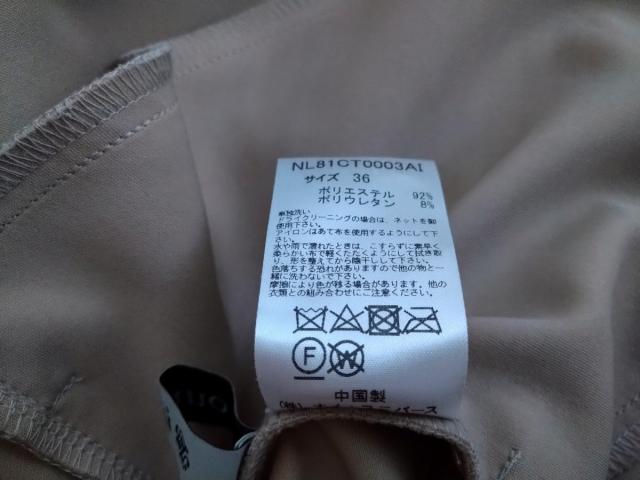 NL81CT0003AI
サイズ 36
ポリエステル 92%
ポリウレタン 8%
単独洗い
ドライクリーニングの場合は、ネットを御
使用下さい。
アイロンはあて布を使用するようにして下
さい。
水や雨で濡れたときは、こすらずに素早く
柔らかい布で軽くたたくようにして拭き取
り、形を整えてから陰干しして下さい。
色落ちする恐れがありますので他の物と一
緒に洗わないで下さい。
摩擦により色が移る場合があります。他の
衣類との組み合わせにご注意ください。
F W
中国製